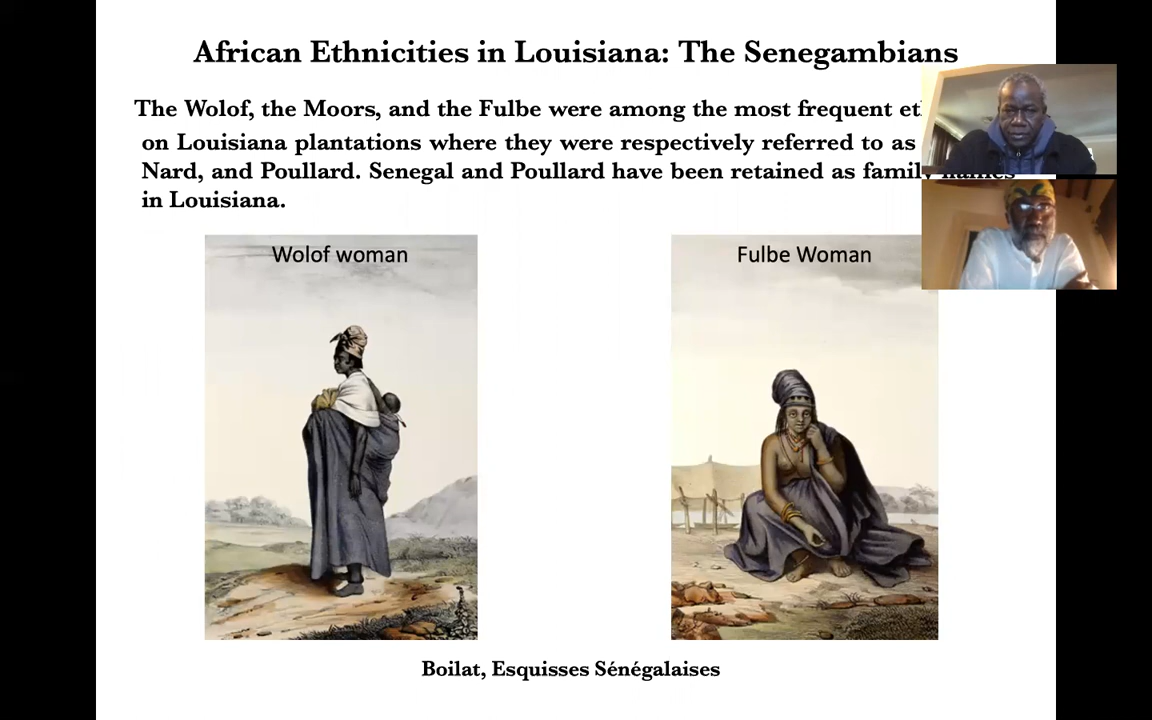 African Ethnicities in Louisiana: The Senegambians
The Wolof, the Moors, and the Fulbe were among the most frequent
on Louisiana plantations where they were respectively referred to as
Nard, and Poullard. Senegal and Poullard have been retained as family names
in Louisiana.
Wolof woman
Fulbe Woman
Boilat, Esquisses Sénégalaises